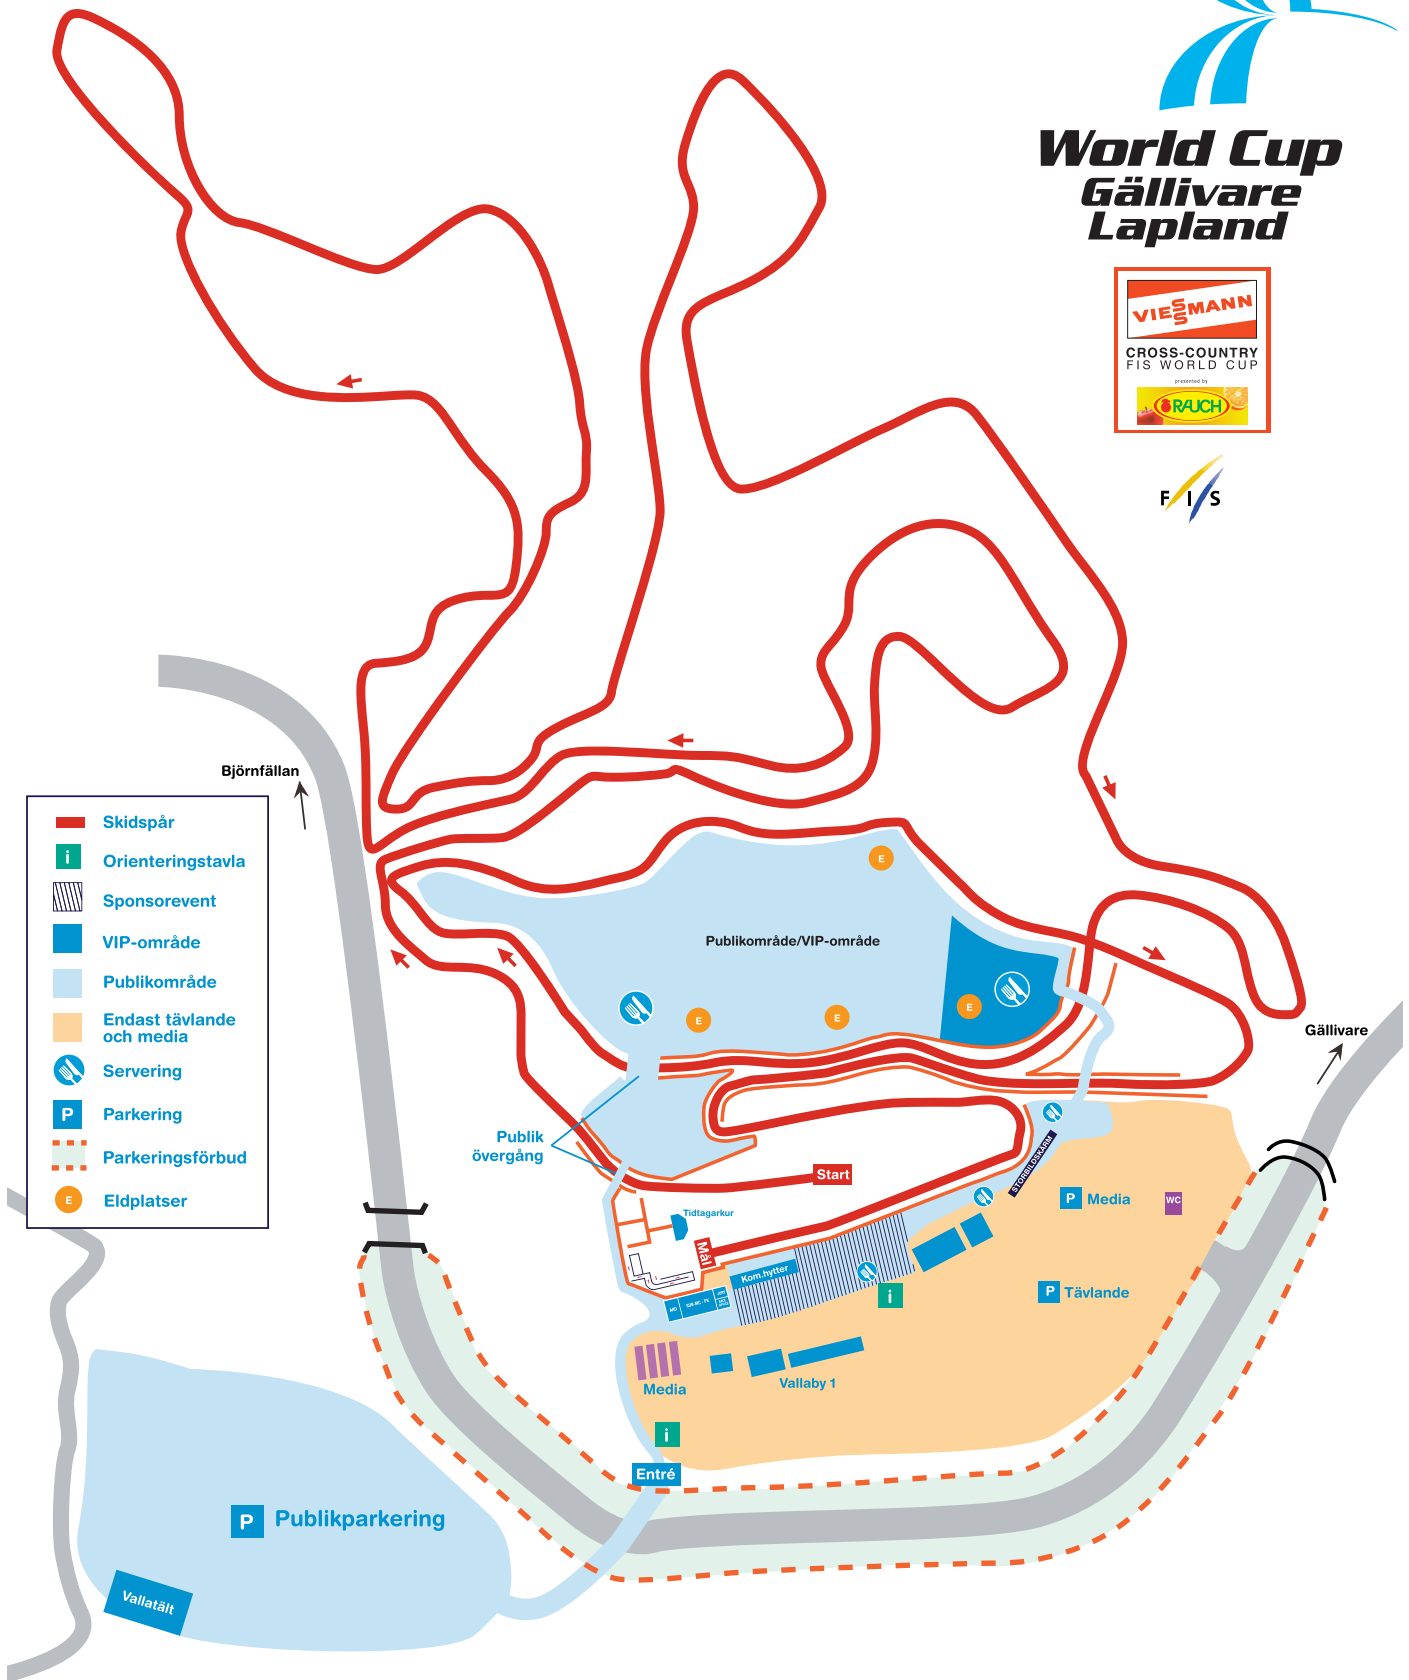 World Cup
Gällivare
Lapland
VIESSMANN
CROSS-COUNTRY
FIS WORLD CUP
presented by
RAUCH
F I S
Björnfällan
Skidspår
i Orienteringstavla
Sponsorevent
VIP-område
Publikområde
Endast tävlande
och media
Servering
P Parkering
Parkeringsförbud
E Eldplatser
E
Publikområde/VIP-område
E
E
E
Gällivare
Publik
övergång
Start
STORBILDSKÄRM
P Media
WC
Tidtagarkur
Mål
Kom.hytter
i
P Tävlande
Vallaby 1
Media
i
Entré
P Publikparkering
Vallatält